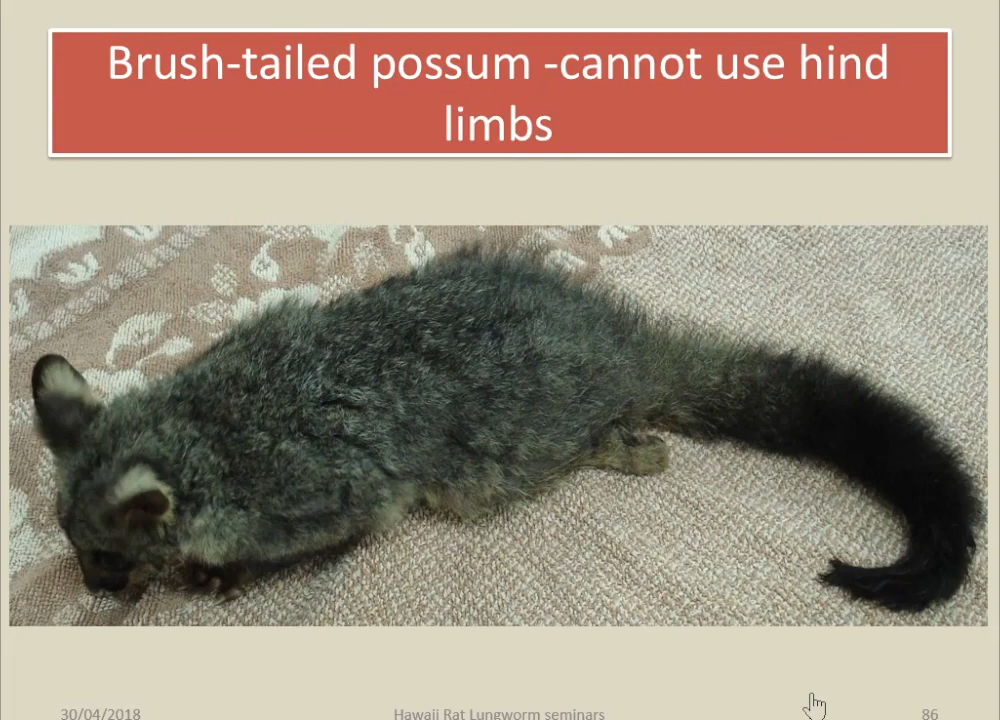 Brush-tailed possum -cannot use hind
limbs
30/04/2018
Hawaii Rat Lungworm seminars
86